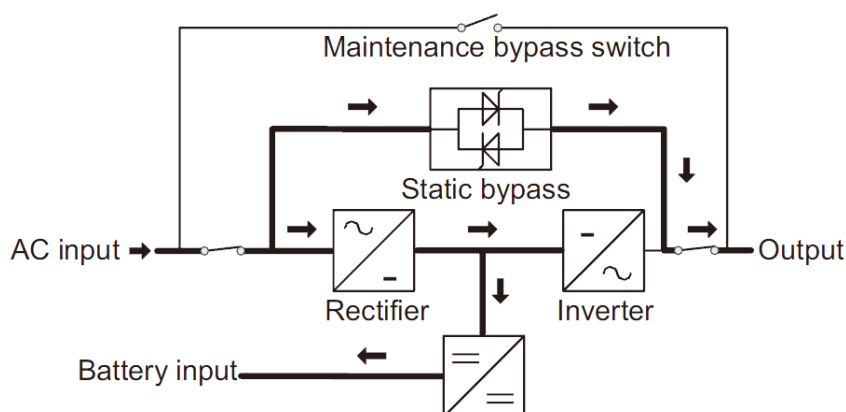 Maintenance bypass switch
Static bypass
AC input
Output
Rectifier
Inverter
Battery input